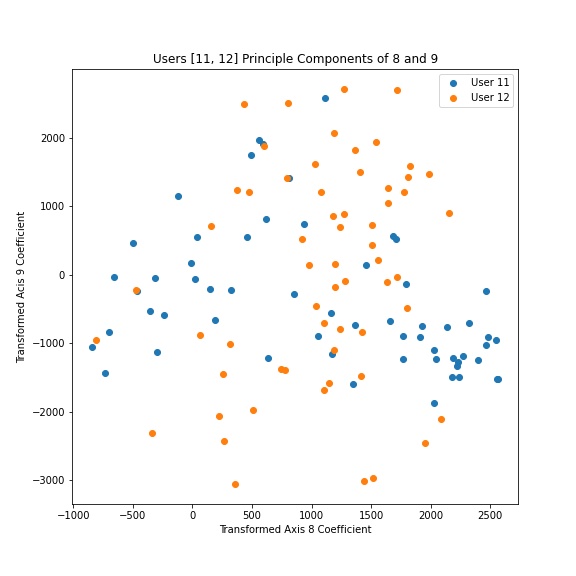 Users [11, 12] Principle Components of 8 and 9
User 11
User 12
Transformed Acis 9 Coefficient
2000
1000
0
−1000
−2000
−3000
−1000 −500 0 500 1000 1500 2000 2500
Transformed Axis 8 Coefficient